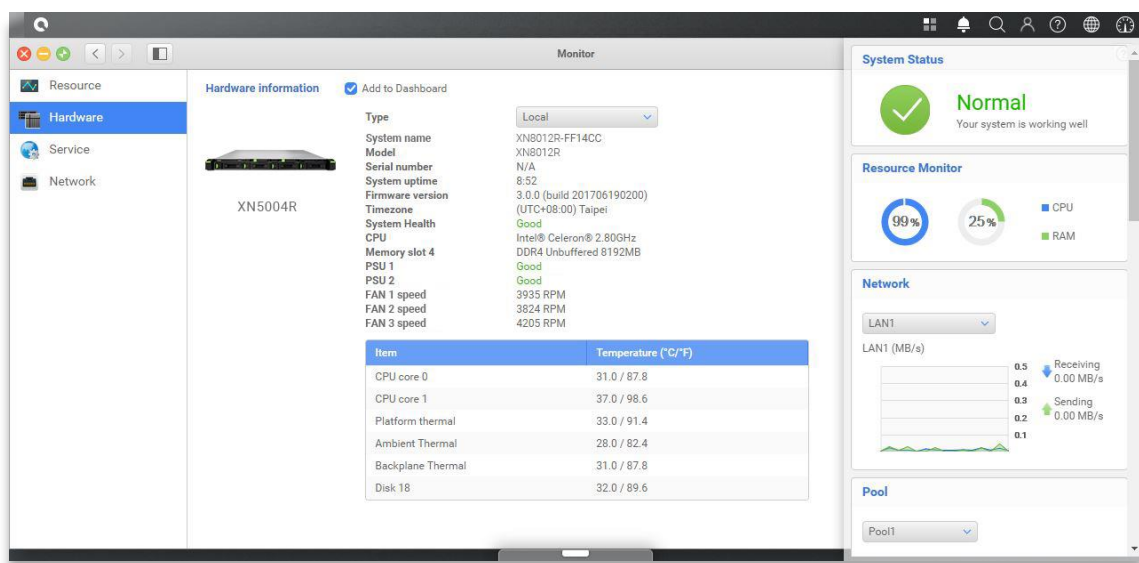 Monitor
Resource
Hardware
Service
Network
Hardware information
Add to Dashboard
XN5004R
Type Local
System name XN8012R-FF14CC
Model XN8012R
Serial number N/A
System uptime 8:52
Firmware version 3.0.0 (build 201706190200)
Timezone (UTC+08:00) Taipei
System Health Good
CPU Intel® Celeron® 2.80GHz
Memory slot 4 DDR4 Unbuffered 8192MB
PSU 1 Good
PSU 2 Good
FAN 1 speed 3935 RPM
FAN 2 speed 3824 RPM
FAN 3 speed 4205 RPM
Item Temperature (°C/°F)
CPU core 0 31.0 / 87.8
CPU core 1 37.0 / 98.6
Platform thermal 33.0 / 91.4
Ambient Thermal 28.0 / 82.4
Backplane Thermal 31.0 / 87.8
Disk 18 32.0 / 89.6
System Status
Normal
Your system is working well
Resource Monitor
99%
25%
CPU
RAM
Network
LAN1
LAN1 (MB/s)
0.5
0.4
0.3
0.2
0.1
Receiving
0.00 MB/s
Sending
0.00 MB/s
Pool
Pool1